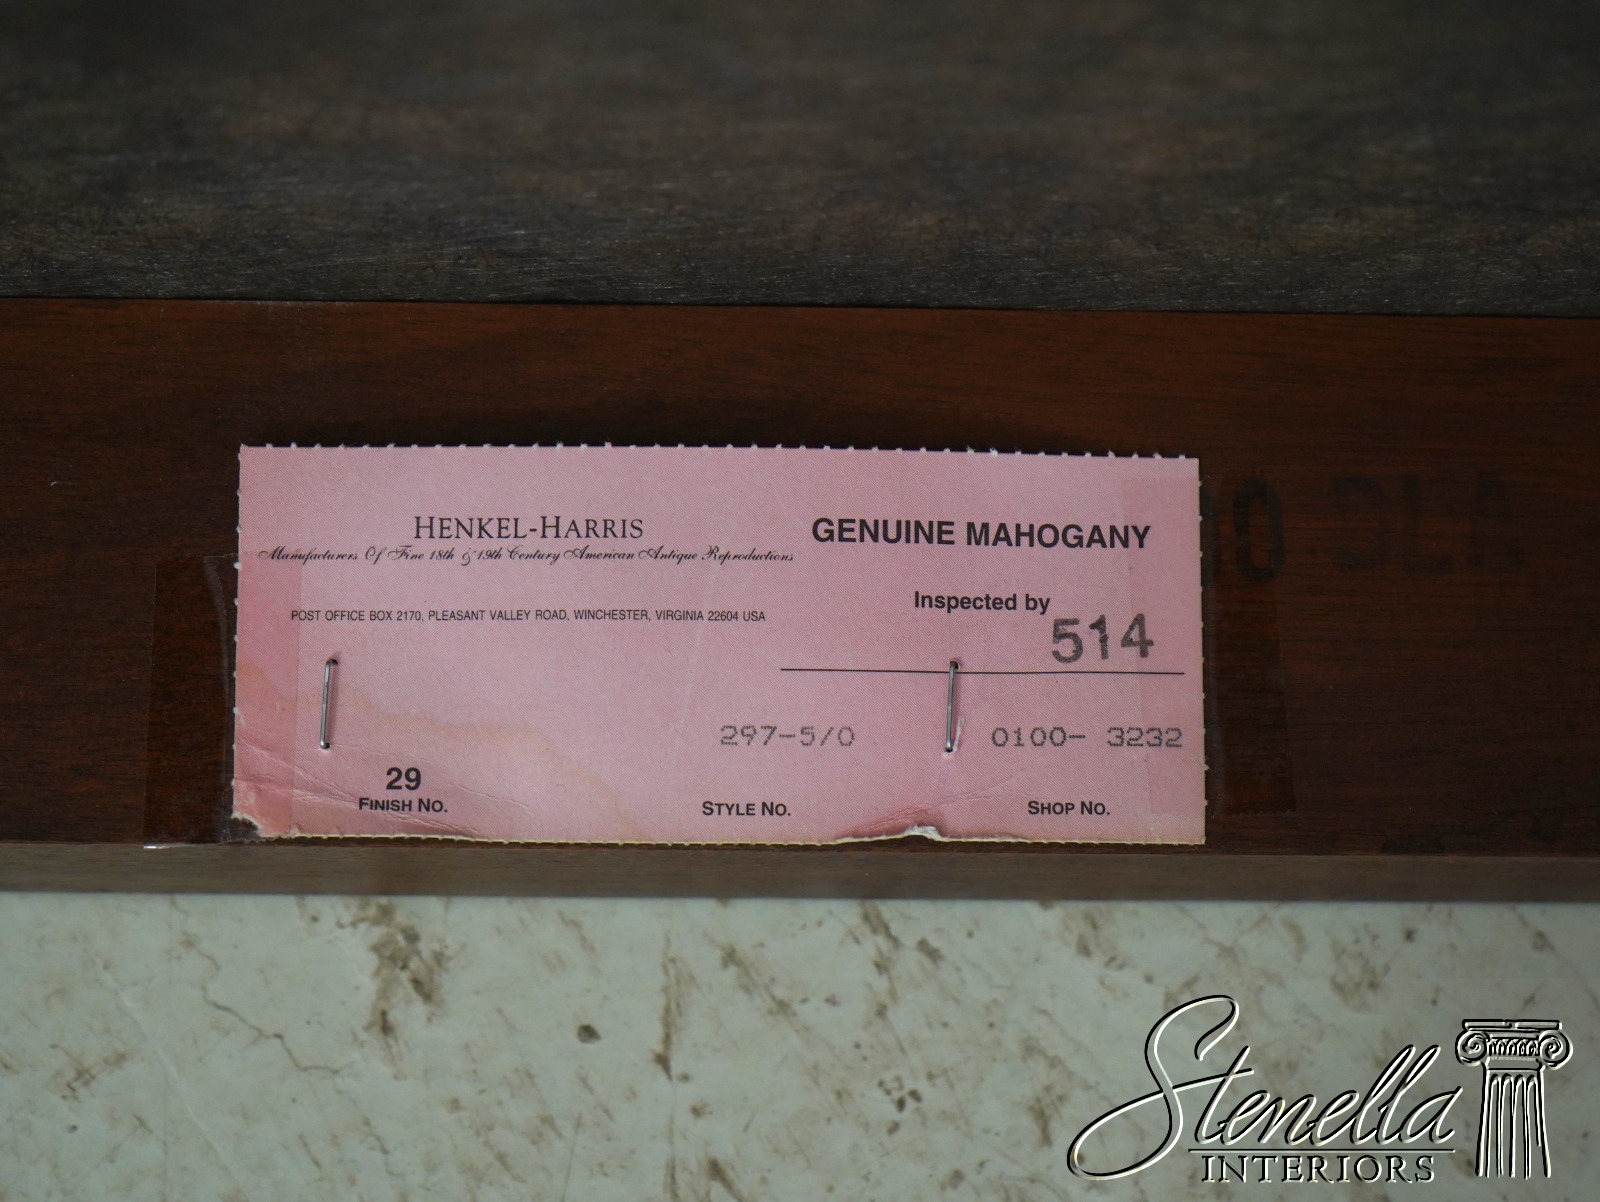 HENKEL-HARRIS
Manufacturers Of Fine 18th & 19th Century American Antique Reproductions
POST OFFICE BOX 2170, PLEASANT VALLEY ROAD, WINCHESTER, VIRGINIA 22604 USA
GENUINE MAHOGANY
Inspected by
514
297-5/0
0100- 3232
29
FINISH NO.
STYLE NO.
SHOP NO.
Stenella
INTERIORS